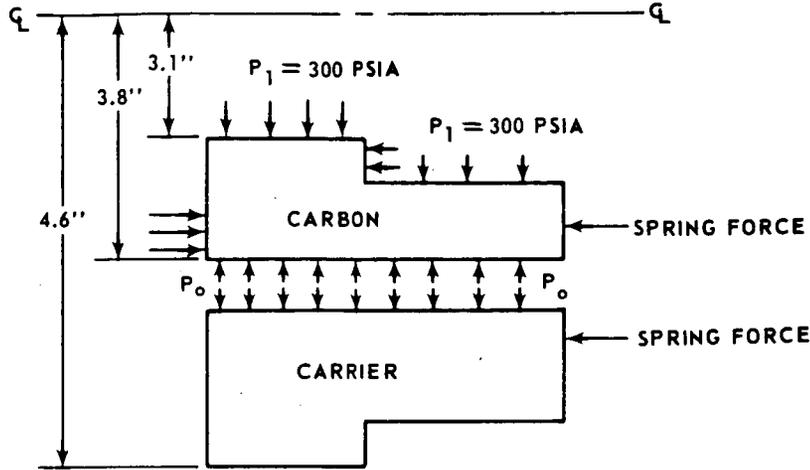 ℄ ℄
3.1"
P1 = 300 PSIA
3.8"
P1 = 300 PSIA
4.6"
CARBON
SPRING FORCE
Po Po
SPRING FORCE
CARRIER